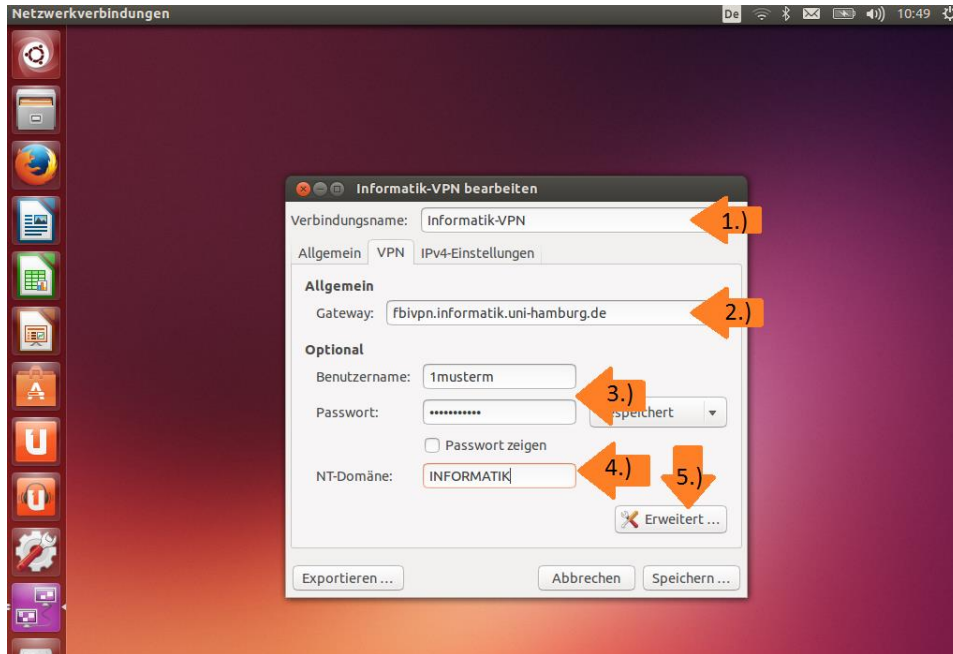 Netzwerkverbindungen
De
10:49
Informatik-VPN bearbeiten
Verbindungsname: Informatik-VPN
1.)
Allgemein VPN IPv4-Einstellungen
Allgemein
Gateway: fbivpn.informatik.uni-hamburg.de
2.)
Optional
Benutzername: 1musterm
3.)
Passwort: •••••••••••
Passwort zeigen
NT-Domäne: INFORMATIK
4.)
5.)
Erweitert ...
Exportieren ... Abbrechen Speichern ...